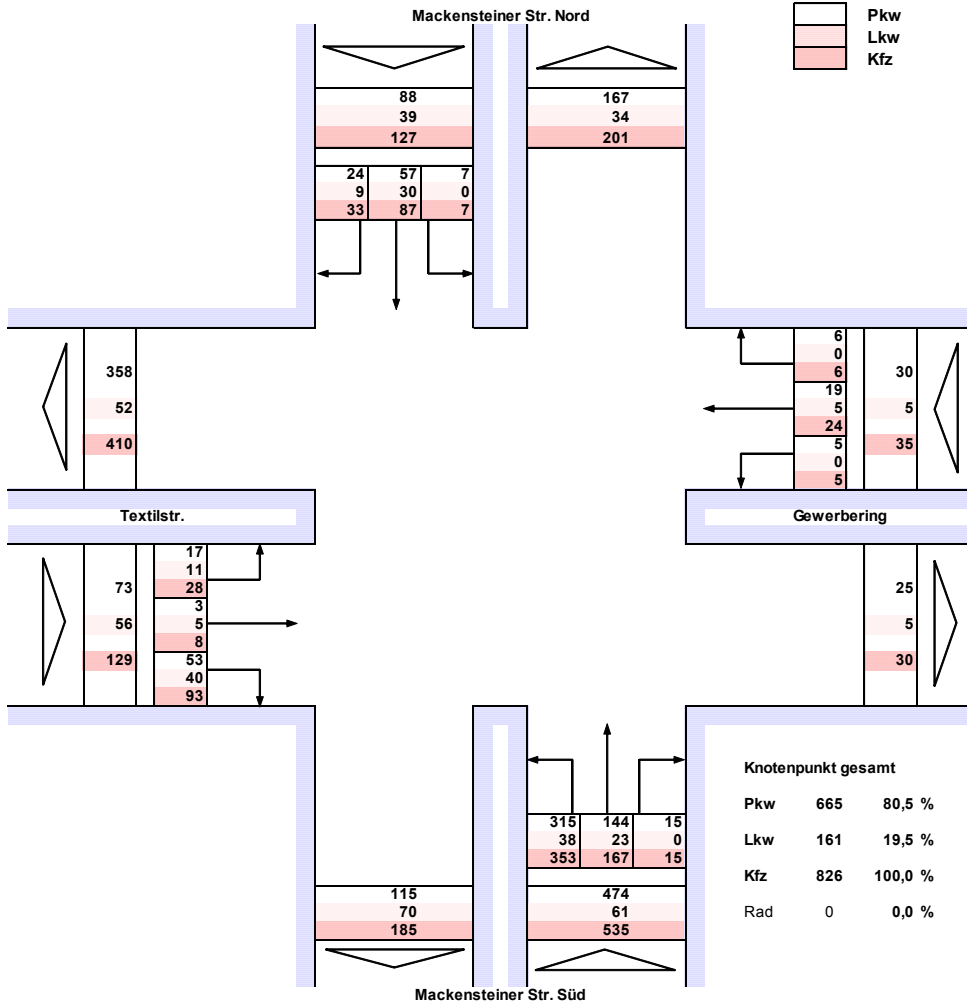 Mackensteiner Str. Nord
Pkw
Lkw
Kfz
88
39
127
167
34
201
24 57 7
9 30 0
33 87 7
358
52
410
6
0
6
19
5
24
5
0
5
30
5
35
Textilstr.
Gewerbering
73
56
129
17
11
28
3
5
8
53
40
93
25
5
30
315 144 15
38 23 0
353 167 15
115
70
185
474
61
535
Knotenpunkt gesamt
Pkw 665 80,5 %
Lkw 161 19,5 %
Kfz 826 100,0 %
Rad 0 0,0 %
Mackensteiner Str. Süd